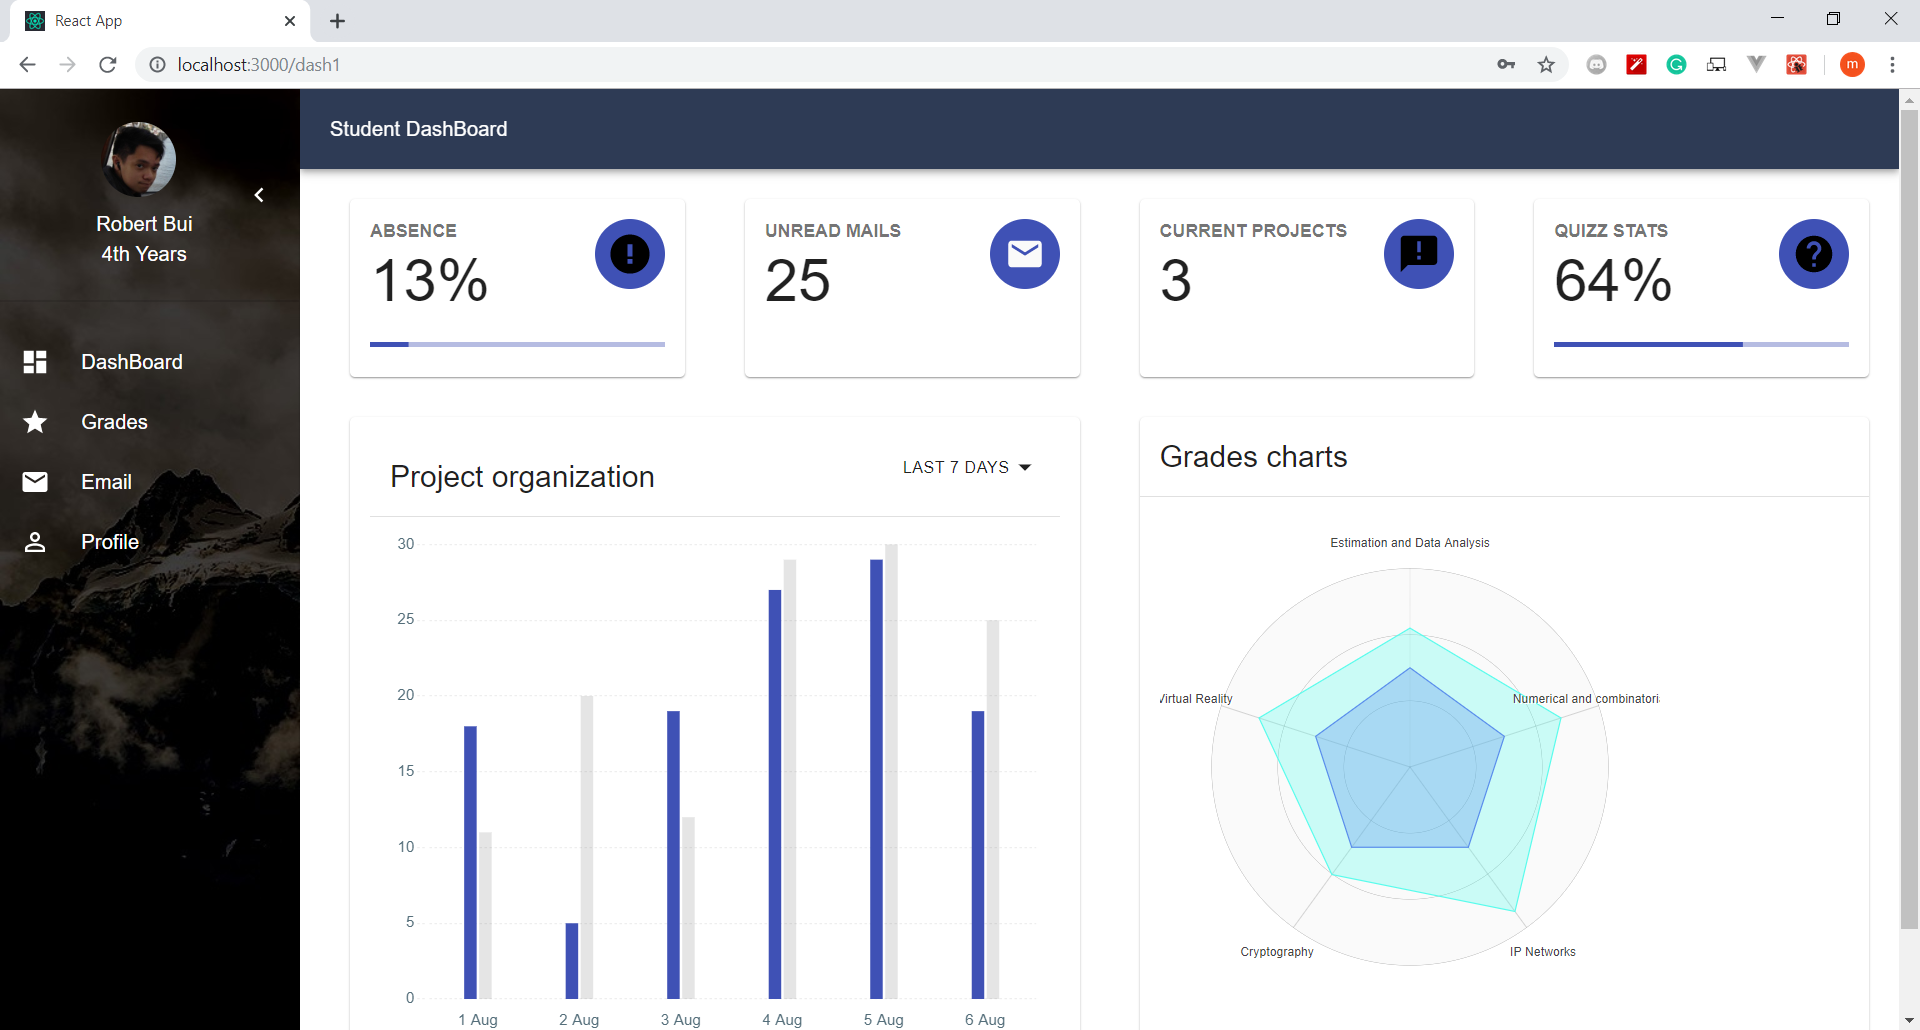 React App
localhost:3000/dash1
m
Student DashBoard
Robert Bui
4th Years
DashBoard
Grades
Email
Profile
ABSENCE
13%
UNREAD MAILS
25
CURRENT PROJECTS
3
QUIZZ STATS
64%
Project organization
LAST 7 DAYS
30
25
20
15
10
5
0
1 Aug
2 Aug
3 Aug
4 Aug
5 Aug
6 Aug
Grades charts
Estimation and Data Analysis
Virtual Reality
Numerical and combinatori
Cryptography
IP Networks